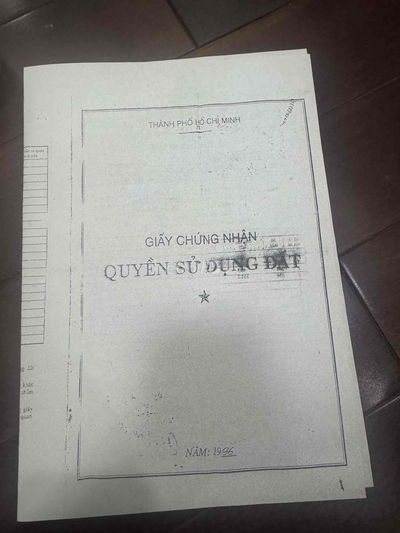 THÀNH PHỐ HỒ CHÍ MINH
GIẤY CHỨNG NHẬN
QUYỀN SỬ DỤNG ĐẤT
NĂM: 1996